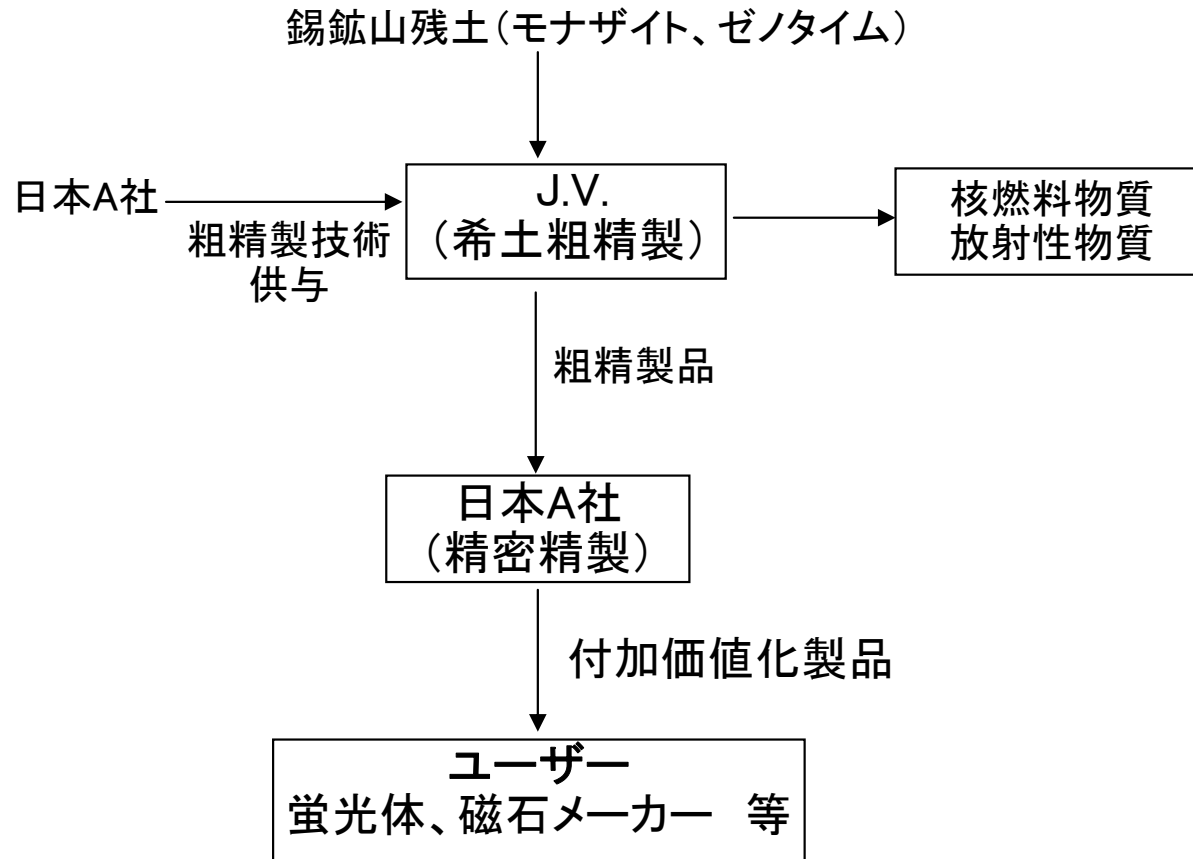 錫鉱山残土(モナザイト、ゼノタイム)
日本A社
粗精製技術
供与
J.V.
(希土粗精製)
核燃料物質
放射性物質
粗精製品
日本A社
(精密精製)
付加価値化製品
ユーザー
蛍光体、磁石メーカー 等